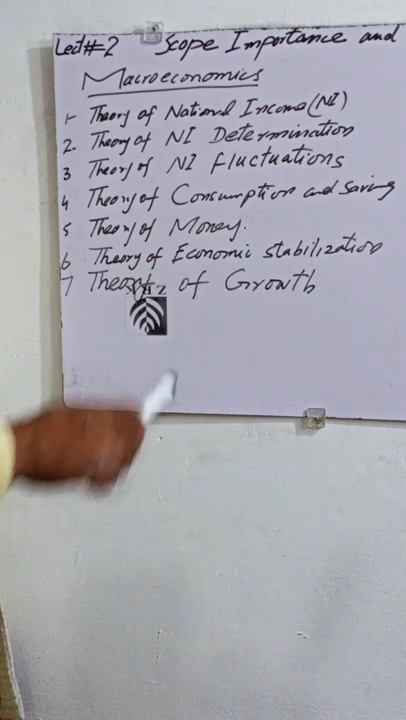 Lect#2 Scope Importance and
Macroeconomics
1- Theory of National Income (NI)
2. Theory of NI Determination
3 Theory of NI Fluctuations
4 Theory of Consumption and Saving
5 Theory of Money.
6 Theory of Economic Stabilization
7 Theory of Growth